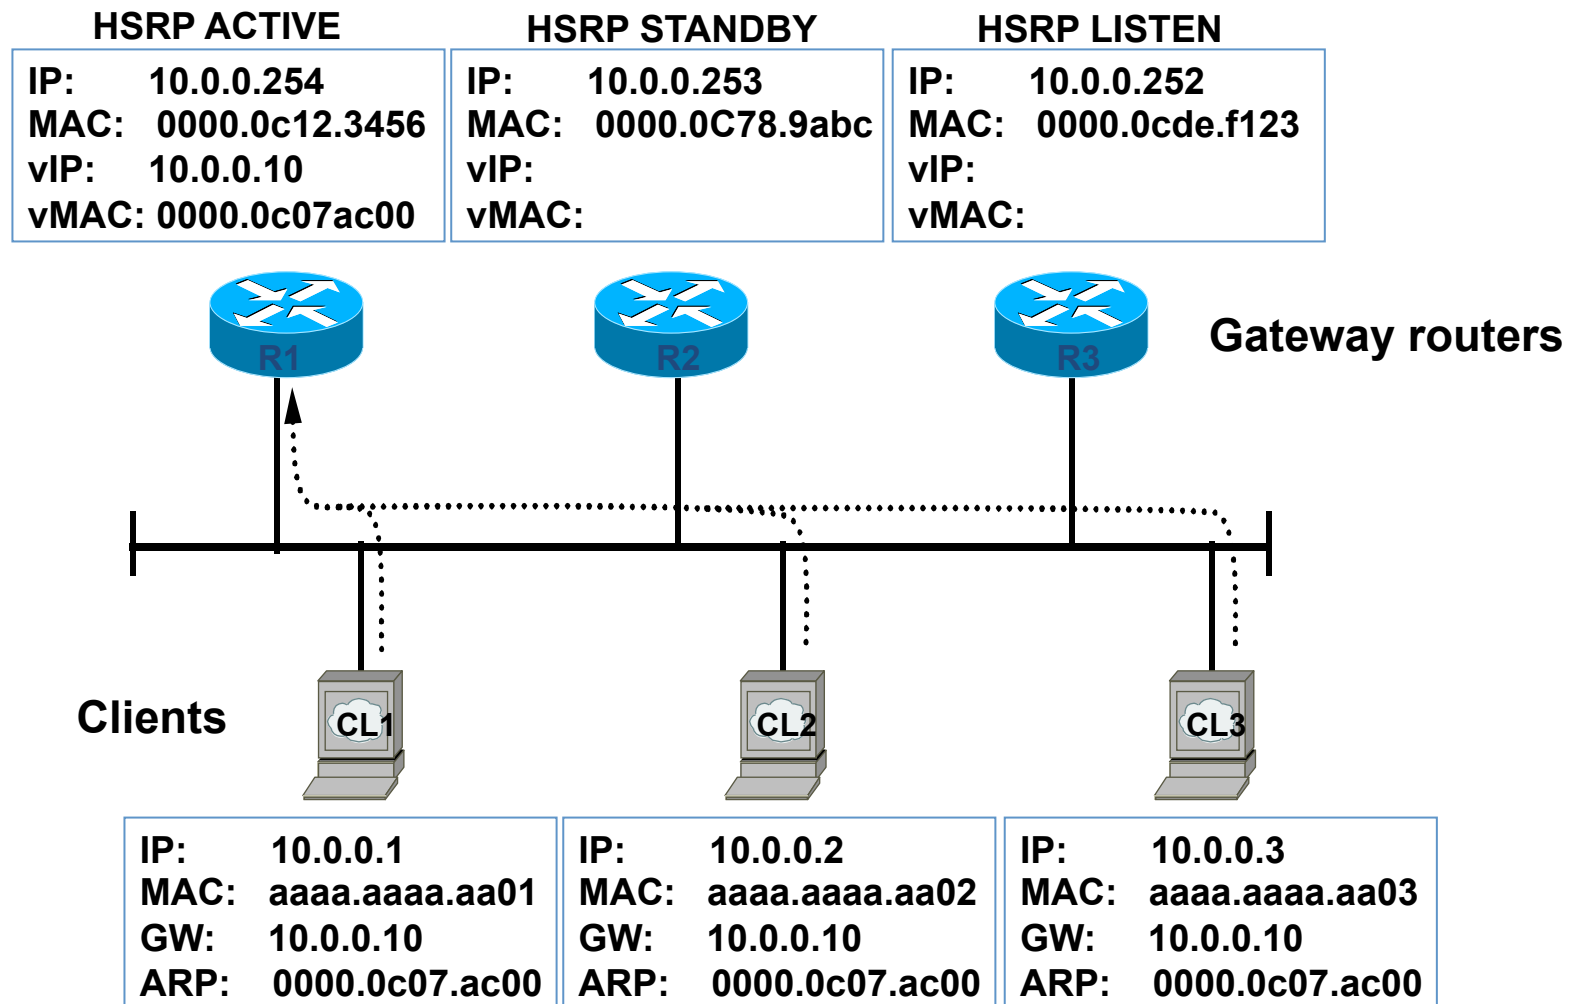 HSRP ACTIVE
IP: 10.0.0.254
MAC: 0000.0c12.3456
vIP: 10.0.0.10
vMAC: 0000.0c07ac00
HSRP STANDBY
IP: 10.0.0.253
MAC: 0000.0C78.9abc
vIP:
vMAC:
HSRP LISTEN
IP: 10.0.0.252
MAC: 0000.0cde.f123
vIP:
vMAC:
R1
R2
R3
Gateway routers
Clients
CL1
CL2
CL3
IP: 10.0.0.1
MAC: aaaa.aaaa.aa01
GW: 10.0.0.10
ARP: 0000.0c07.ac00
IP: 10.0.0.2
MAC: aaaa.aaaa.aa02
GW: 10.0.0.10
ARP: 0000.0c07.ac00
IP: 10.0.0.3
MAC: aaaa.aaaa.aa03
GW: 10.0.0.10
ARP: 0000.0c07.ac00